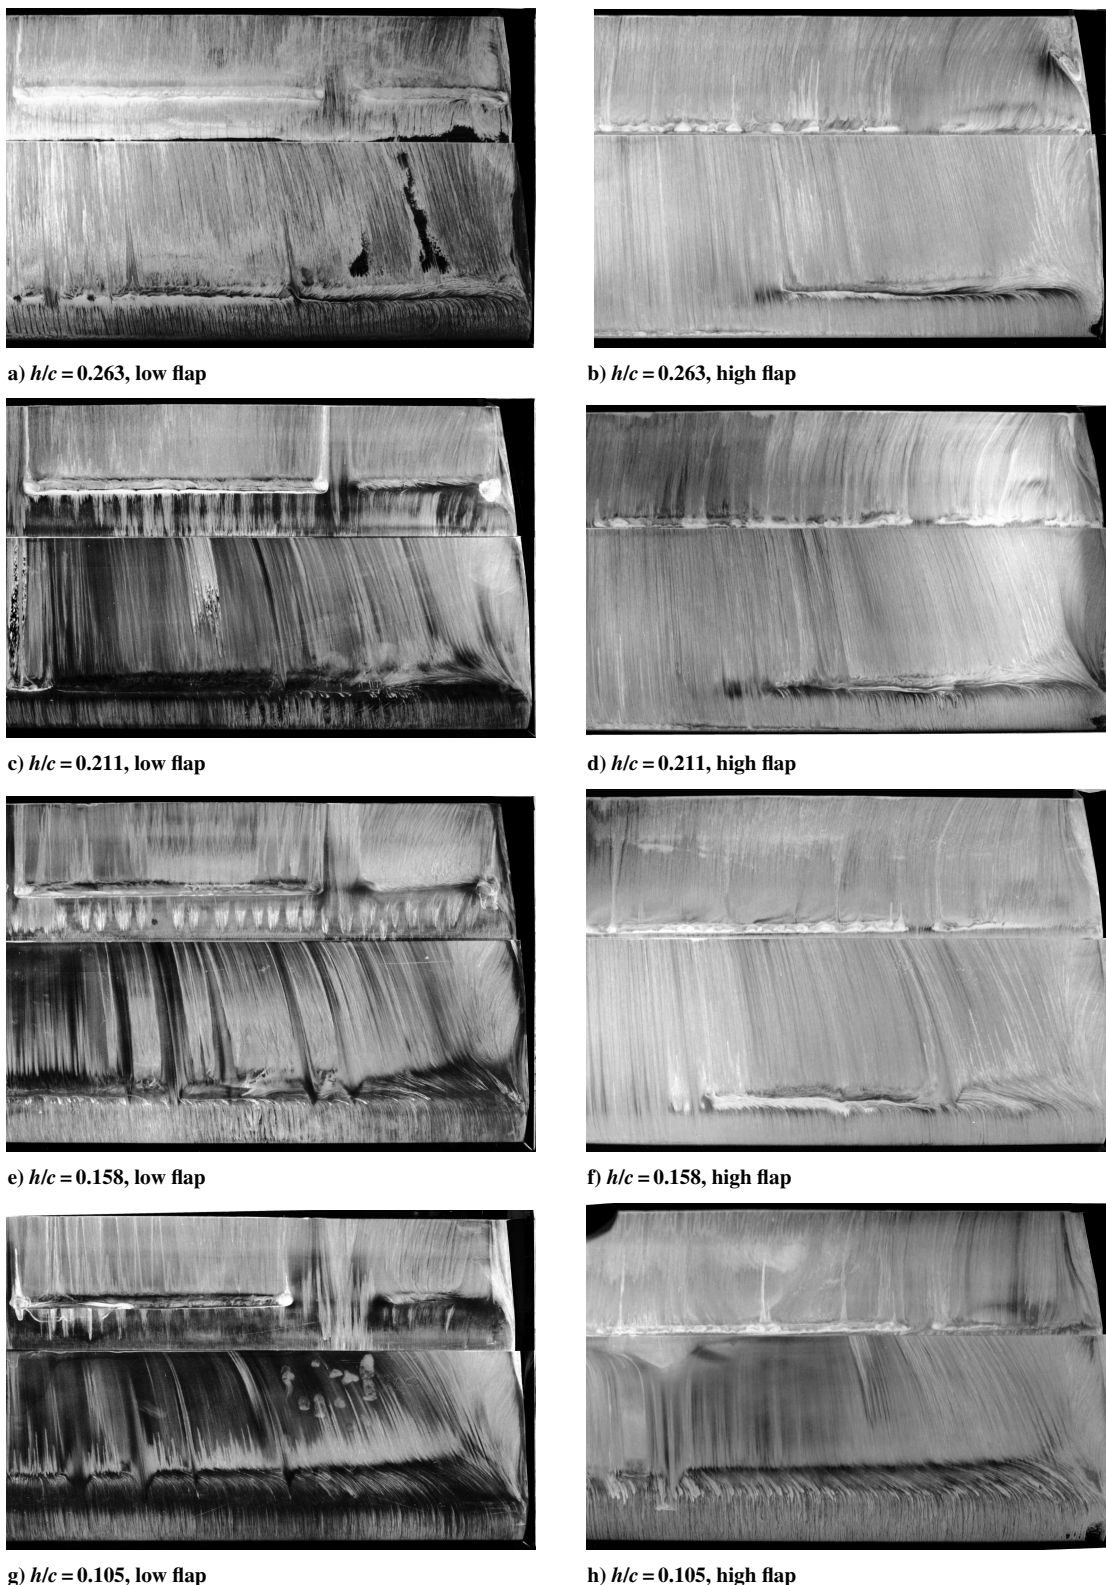 a) h/c = 0.263, low flap
b) h/c = 0.263, high flap
c) h/c = 0.211, low flap
d) h/c = 0.211, high flap
e) h/c = 0.158, low flap
f) h/c = 0.158, high flap
g) h/c = 0.105, low flap
h) h/c = 0.105, high flap